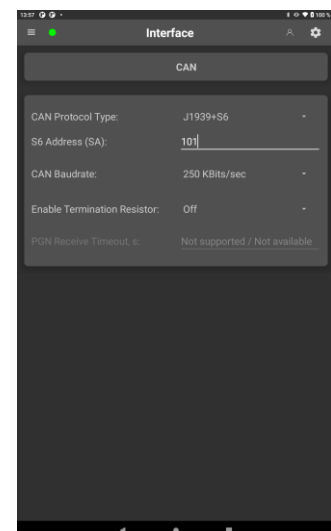 13:57
100 %
Interface
CAN
CAN Protocol Type: J1939+S6
S6 Address (SA): 101
CAN Baudrate: 250 KBits/sec
Enable Termination Resistor: Off
PGN Receive Timeout, s: Not supported / Not available